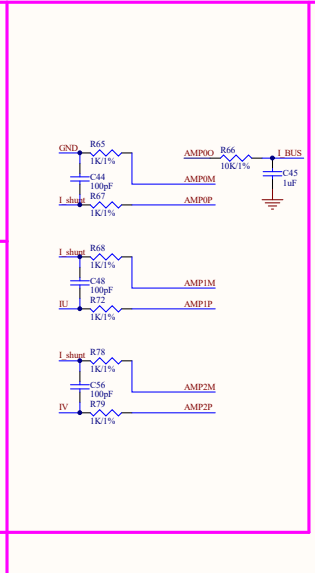 R65
GND
1K/1%
C44
100pF
AMP0M
I_shunt
R67
AMP0P
1K/1%
AMP0O
R66
I_BUS
10K/1%
C45
1uF
R68
I_shunt
1K/1%
C48
100pF
AMP1M
IU
R72
AMP1P
1K/1%
I_shunt
R78
1K/1%
C56
100pF
AMP2M
IV
R79
AMP2P
1K/1%